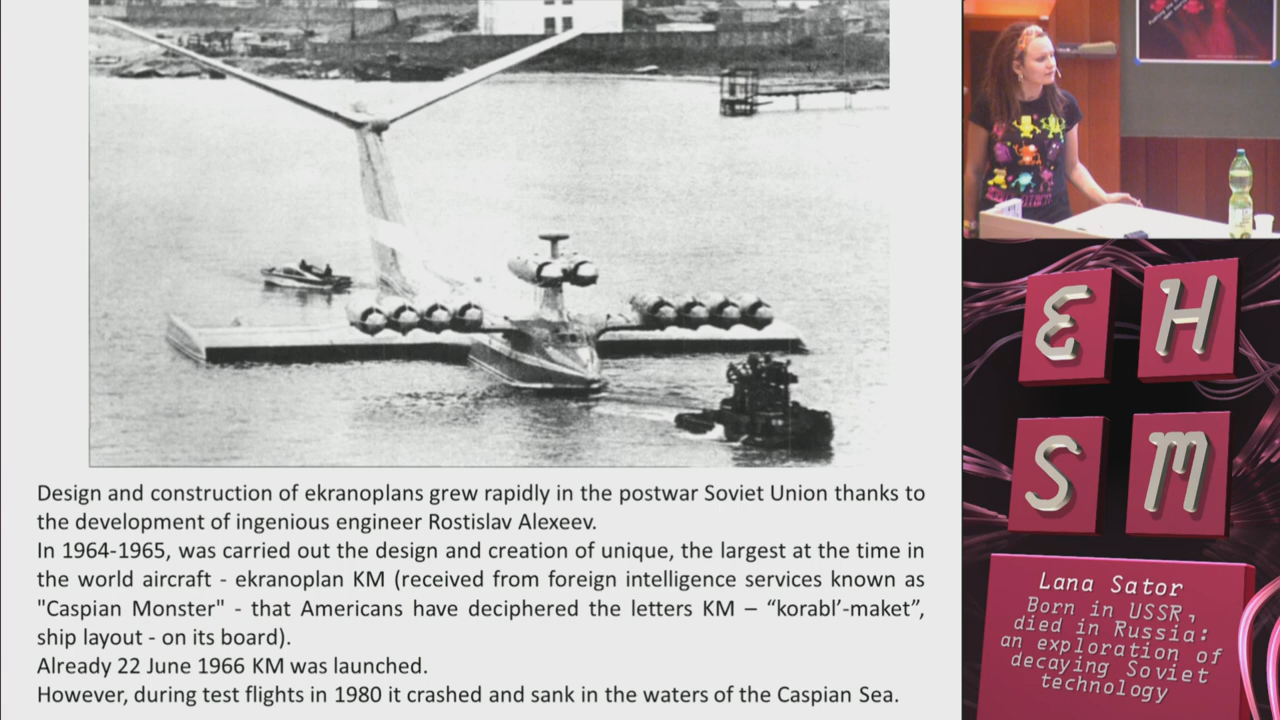 Design and construction of ekranoplans grew rapidly in the postwar Soviet Union thanks to
the development of ingenious engineer Rostislav Alexeev.
In 1964-1965, was carried out the design and creation of unique, the largest at the time in
the world aircraft - ekranoplan KM (received from foreign intelligence services known as
"Caspian Monster" - that Americans have deciphered the letters KM – “korabl’-maket”,
ship layout - on its board).
Already 22 June 1966 KM was launched.
However, during test flights in 1980 it crashed and sank in the waters of the Caspian Sea.
E H
S M
Lana Sator
Born in USSR,
died in Russia:
an exploration of
decaying Soviet
technology